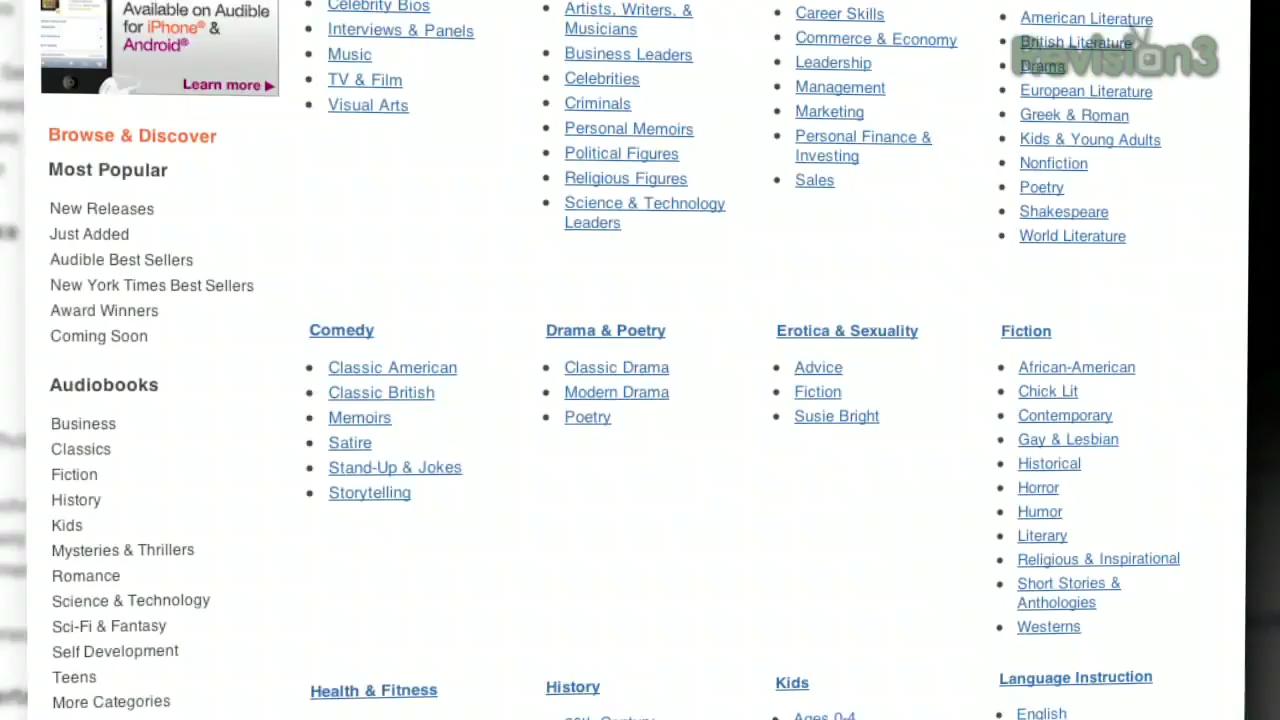 Available on Audible
for iPhone® &
Android®
Learn more ▶
Browse & Discover
Most Popular
New Releases
Just Added
Audible Best Sellers
New York Times Best Sellers
Award Winners
Coming Soon
Audiobooks
Business
Classics
Fiction
History
Kids
Mysteries & Thrillers
Romance
Science & Technology
Sci-Fi & Fantasy
Self Development
Teens
More Categories
Celebrity Bios
Interviews & Panels
Music
TV & Film
Visual Arts
Artists, Writers, &
Musicians
Business Leaders
Celebrities
Criminals
Personal Memoirs
Political Figures
Religious Figures
Science & Technology
Leaders
Career Skills
Commerce & Economy
Leadership
Management
Marketing
Personal Finance &
Investing
Sales
American Literature
British Literature
Drama
European Literature
Greek & Roman
Kids & Young Adults
Nonfiction
Poetry
Shakespeare
World Literature
Revision3
Comedy
Classic American
Classic British
Memoirs
Satire
Stand-Up & Jokes
Storytelling
Drama & Poetry
Classic Drama
Modern Drama
Poetry
Erotica & Sexuality
Advice
Fiction
Susie Bright
Fiction
African-American
Chick Lit
Contemporary
Gay & Lesbian
Historical
Horror
Humor
Literary
Religious & Inspirational
Short Stories &
Anthologies
Westerns
Health & Fitness
History
20th Century
Kids
Ages 0-4
Language Instruction
English